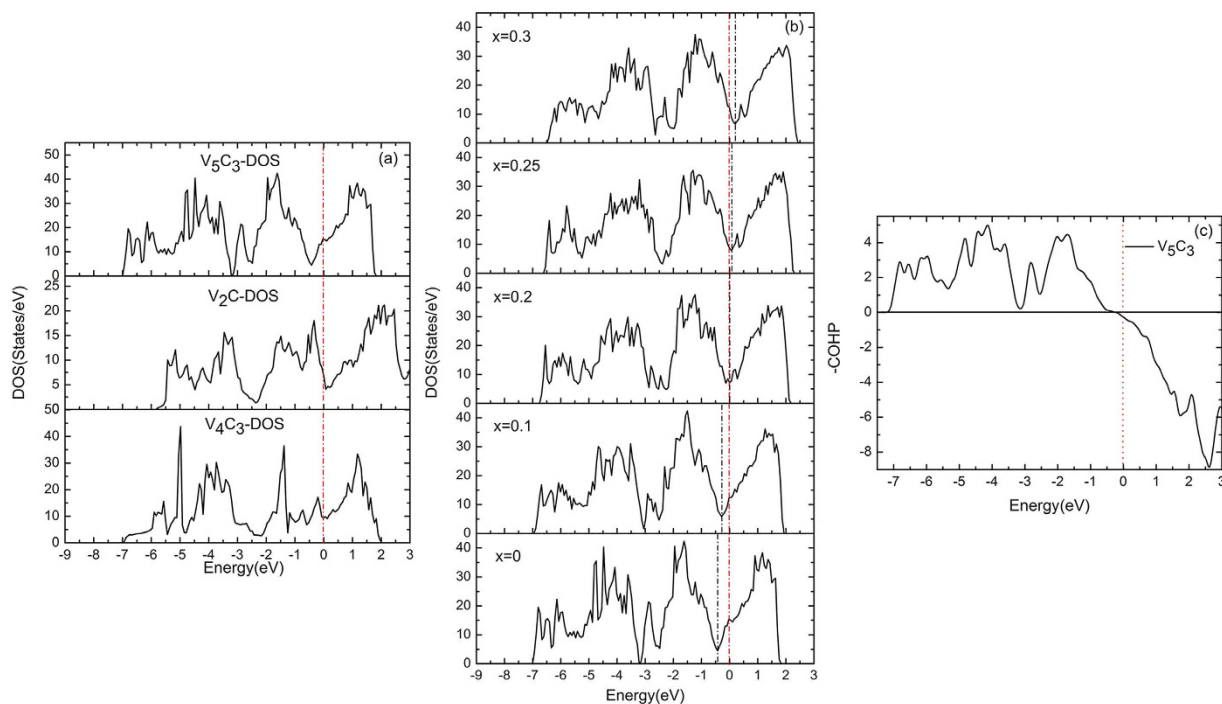 (a)
V5C3-DOS
50
40
30
20
10
0
V2C-DOS
25
20
15
10
5
V4C3-DOS
50
40
30
20
10
0
DOS(States/eV)
-9 -8 -7 -6 -5 -4 -3 -2 -1 0 1 2 3
Energy(eV)
(b)
x=0.3
40
30
20
10
0
x=0.25
40
30
20
10
0
x=0.2
40
30
20
10
0
x=0.1
40
30
20
10
0
x=0
40
30
20
10
0
DOS(States/eV)
-9 -8 -7 -6 -5 -4 -3 -2 -1 0 1 2 3
Energy(eV)
(c)
V5C3
4
2
0
-2
-4
-6
-8
-COHP
-7 -6 -5 -4 -3 -2 -1 0 1 2 3
Energy(eV)